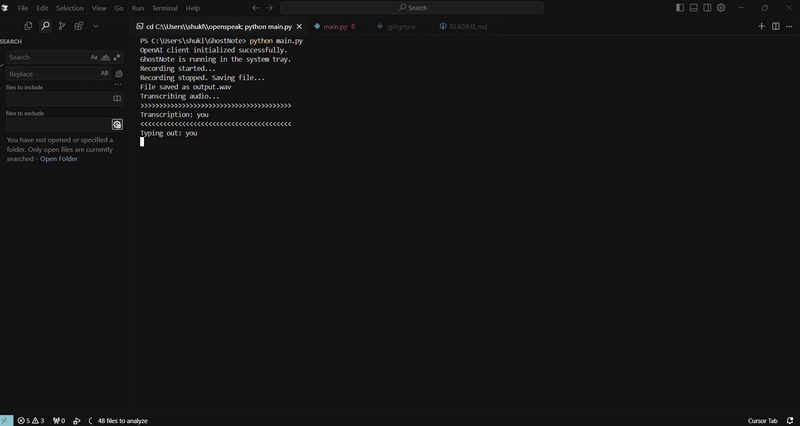 File Edit Selection View Go Run Terminal Help
Search
cd C:\\Users\\shukl\\openspeak; python main.py
main.py 8
.gitignore
README.md
SEARCH
Search
Aa
ab
Replace
AB
files to include
files to exclude
You have not opened or specified a
folder. Only open files are currently
searched - Open Folder
PS C:\Users\shukl\GhostNote> python main.py
OpenAI client initialized successfully.
GhostNote is running in the system tray.
Recording started...
Recording stopped. Saving file...
File saved as output.wav
Transcribing audio...
>>>>>>>>>>>>>>>>>>>>>>>>>>>>>>>>>>>>>>>>
Transcription: you
<<<<<<<<<<<<<<<<<<<<<<<<<<<<<<<<<<<<<<<<
Typing out: you
5 3 0 48 files to analyze
Cursor Tab